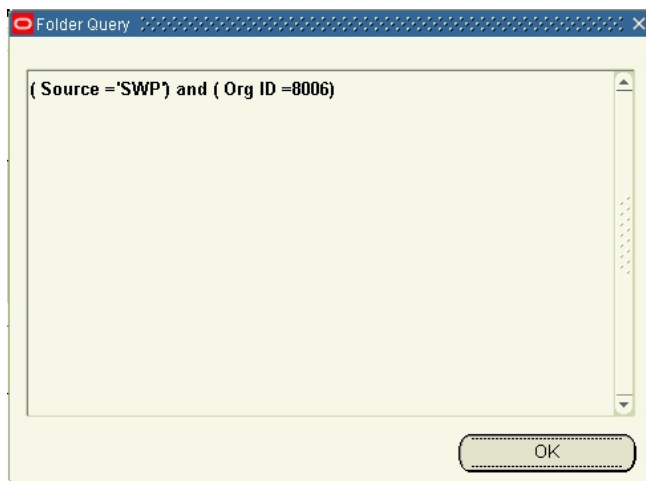 Folder Query
( Source ='SWP') and ( Org ID =8006)
OK